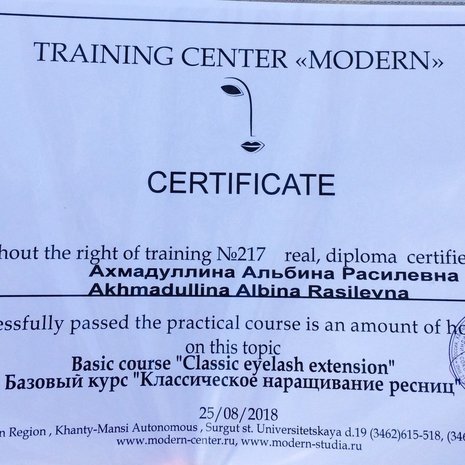 TRAINING CENTER «MODERN»
CERTIFICATE
hout the right of training №217 real, diploma certifie
Ахмадуллина Альбина Расилевна
Akhmadullina Albina Rasilevna
essfully passed the practical course is an amount of ho
on this topic
Basic course "Classic eyelash extension"
Базовый курс "Классическое наращивание ресниц"
25/08/2018
n Region , Khanty-Mansi Autonomous , Surgut st. Universitetskaya d.19 (3462)615-518, (3462
www.modern-center.ru, www.modern-studia.ru